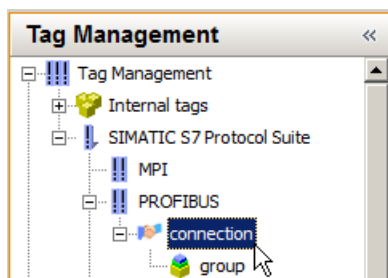 Tag Management
Tag Management
Internal tags
SIMATIC S7 Protocol Suite
MPI
PROFIBUS
connection
group